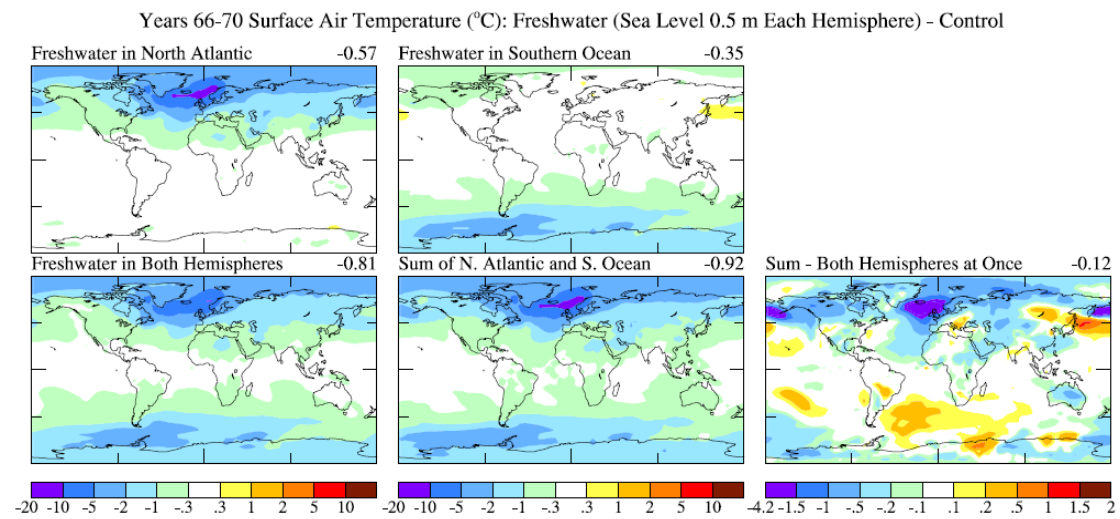 Years 66-70 Surface Air Temperature (°C): Freshwater (Sea Level 0.5 m Each Hemisphere) - Control
Freshwater in North Atlantic -0.57
Freshwater in Southern Ocean -0.35
Freshwater in Both Hemispheres -0.81
Sum of N. Atlantic and S. Ocean -0.92
Sum - Both Hemispheres at Once -0.12
-20 -10 -5 -2 -1 -.3 .3 1 2 5 10
-20 -10 -5 -2 -1 -.3 .3 1 2 5 10
-4.2 -1.5 -1 -.5 -.2 -.1 .1 .2 .5 1 1.5 2